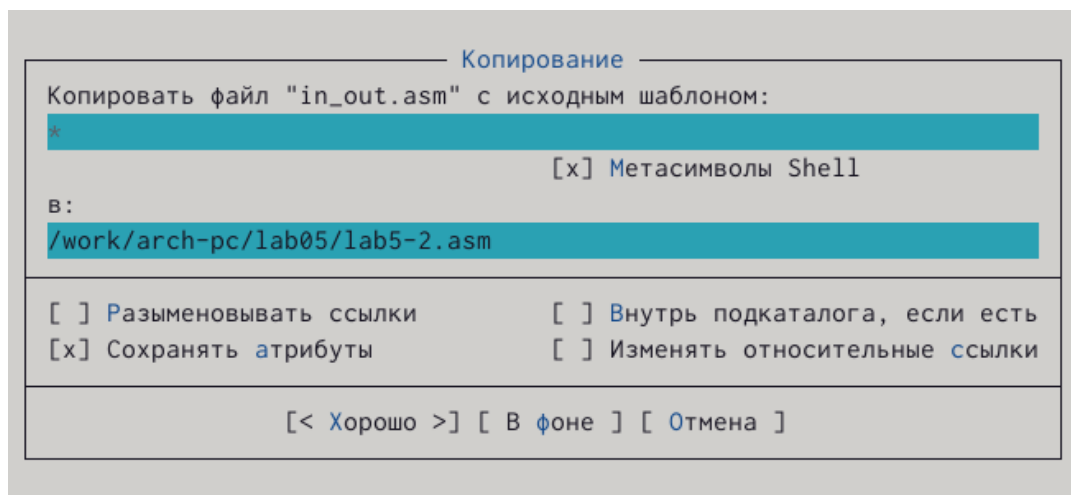 Копирование
Копировать файл "in_out.asm" с исходным шаблоном:
*
[x] Метасимволы Shell
в:
/work/arch-pc/lab05/lab5-2.asm
[ ] Разыменовывать ссылки [ ] Внутрь подкаталога, если есть
[x] Сохранять атрибуты [ ] Изменять относительные ссылки
[< Хорошо >] [ В фоне ] [ Отмена ]